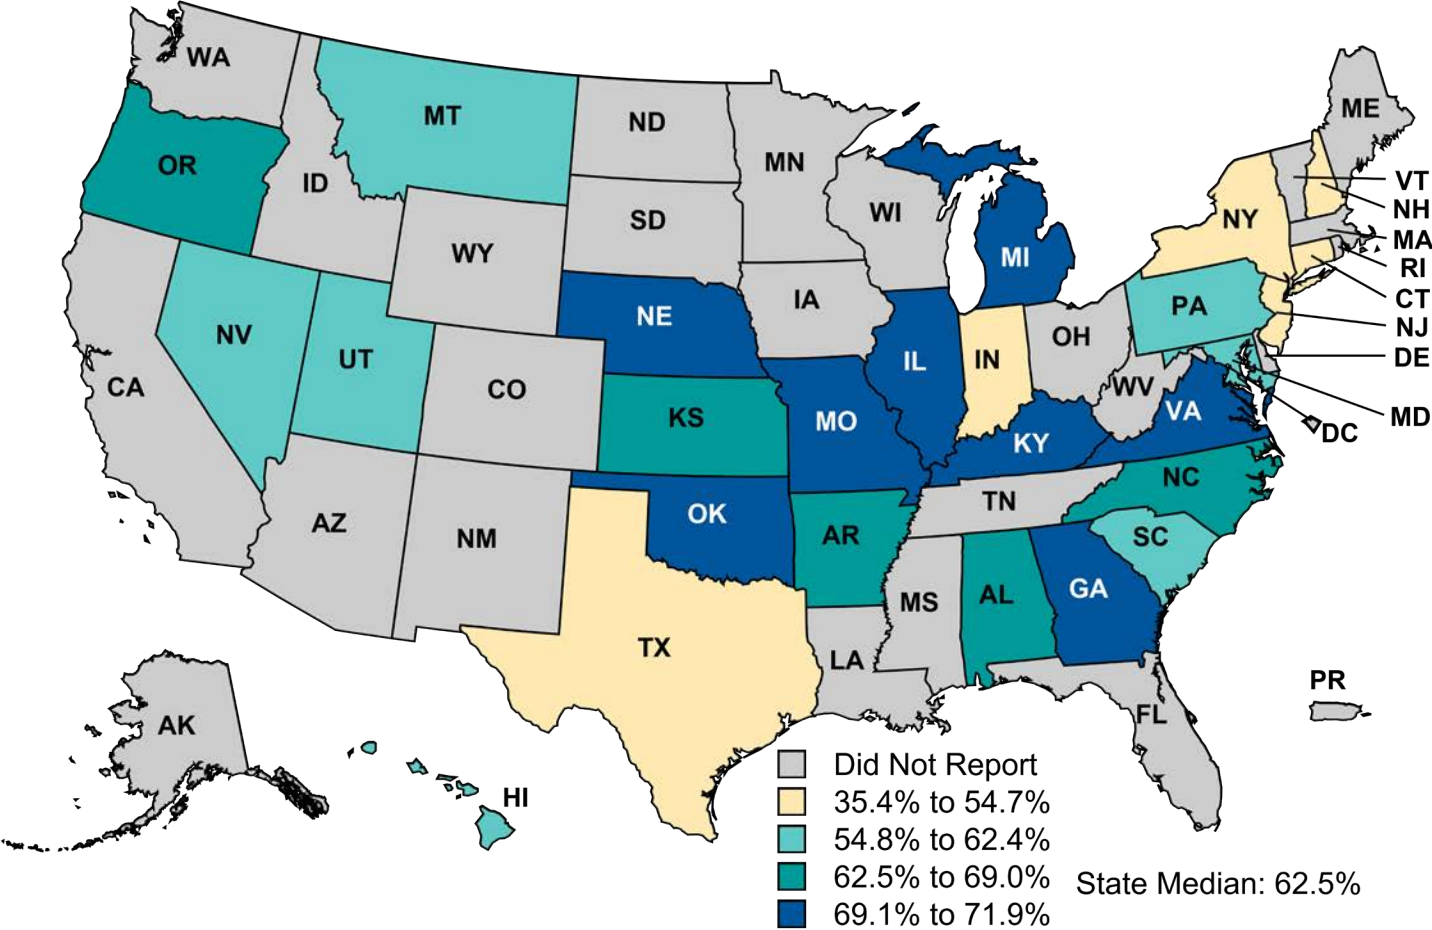 WA
ME
MT
ND
MN
OR
ID
VT
NH
SD
WI
NY
MA
WY
MI
RI
CT
IA
PA
NE
NJ
NV
OH
UT
IL
IN
DE
CA
CO
WV
KS
MO
VA
MD
KY
DC
NC
TN
AZ
NM
OK
AR
SC
MS
AL
GA
TX
LA
PR
FL
AK
HI
Did Not Report
35.4% to 54.7%
54.8% to 62.4%
62.5% to 69.0%
69.1% to 71.9%
State Median: 62.5%